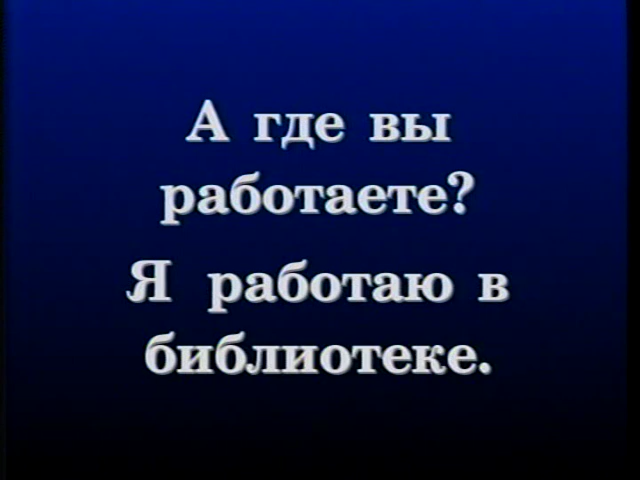 А где вы
работаете?
Я работаю в
библиотеке.